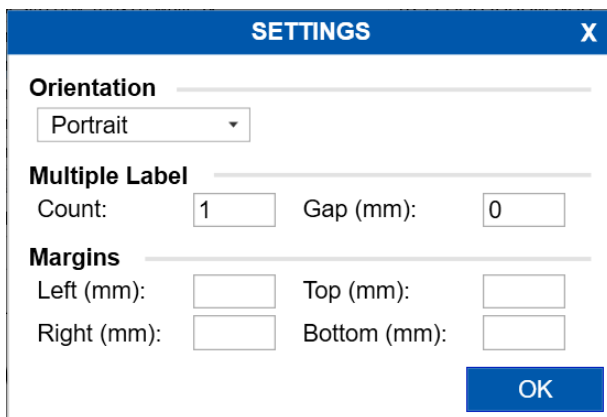 SETTINGS X
Orientation
Portrait
Multiple Label
Count: 1 Gap (mm): 0
Margins
Left (mm): Top (mm):
Right (mm): Bottom (mm):
OK